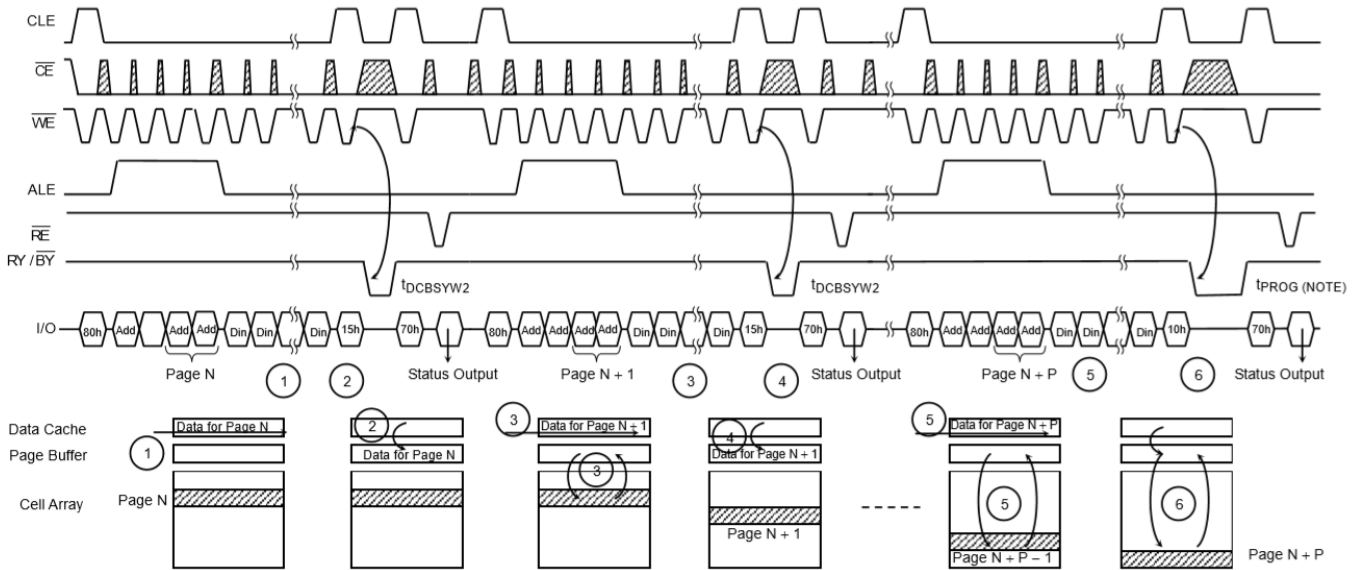 CLE
CE
WE
ALE
RE
RY / BY
tDCBSYW2 tDCBSYW2 tPROG (NOTE)
I/O 80h Add Add Add Din Din Din 15h 70h 80h Add Add Add Add Din Din Din 15h 70h 80h Add Add Add Add Din Din Din 10h 70h
Page N 1 2 Status Output Page N + 1 3 4 Status Output Page N + P 5 6 Status Output
Data Cache Data for Page N 2 3 Data for Page N + 1 4 5 Data for Page N + P
Page Buffer 1 Data for Page N 3 Data for Page N + 1
Cell Array Page N 5 6
Page N + 1
Page N + P − 1 Page N + P